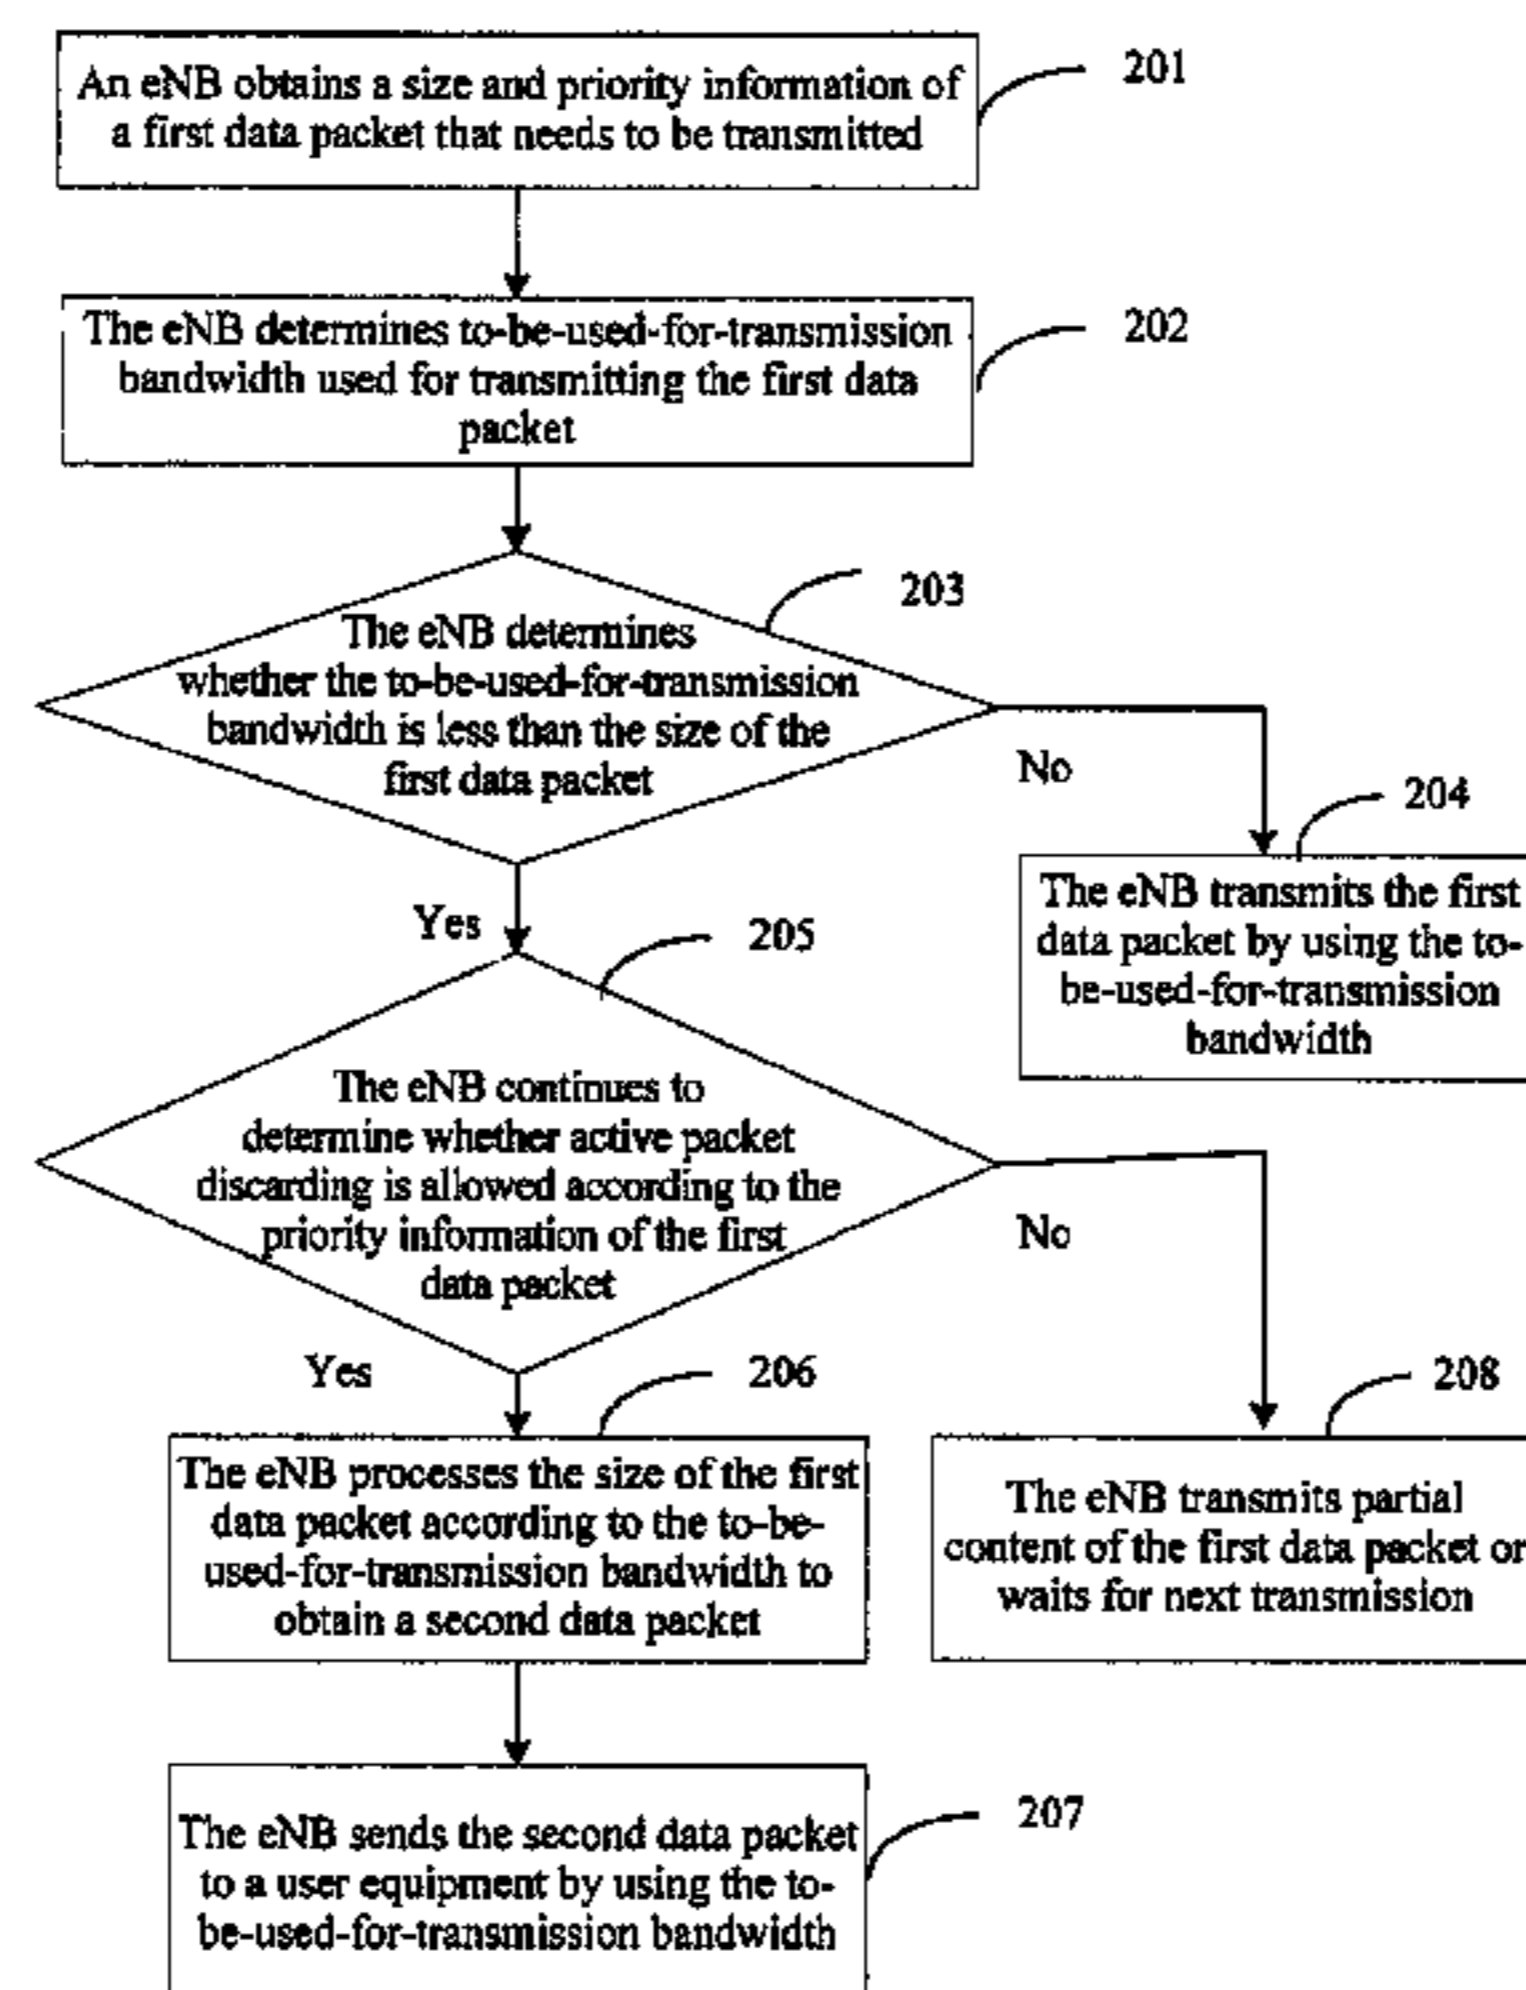 An eNB obtains a size and priority information of
a first data packet that needs to be transmitted
201
The eNB determines to-be-used-for-transmission
bandwidth used for transmitting the first data
packet
202
The eNB determines
whether the to-be-used-for-transmission
bandwidth is less than the size of the
first data packet
203
No
204
The eNB transmits the first
data packet by using the to-
be-used-for-transmission
bandwidth
Yes
205
The eNB continues to
determine whether active packet
discarding is allowed according to the
priority information of the first
data packet
No
Yes
206
The eNB processes the size of the first
data packet according to the to-be-
used-for-transmission bandwidth to
obtain a second data packet
208
The eNB transmits partial
content of the first data packet or
waits for next transmission
The eNB sends the second data packet
to a user equipment by using the to-
be-used-for-transmission bandwidth
207